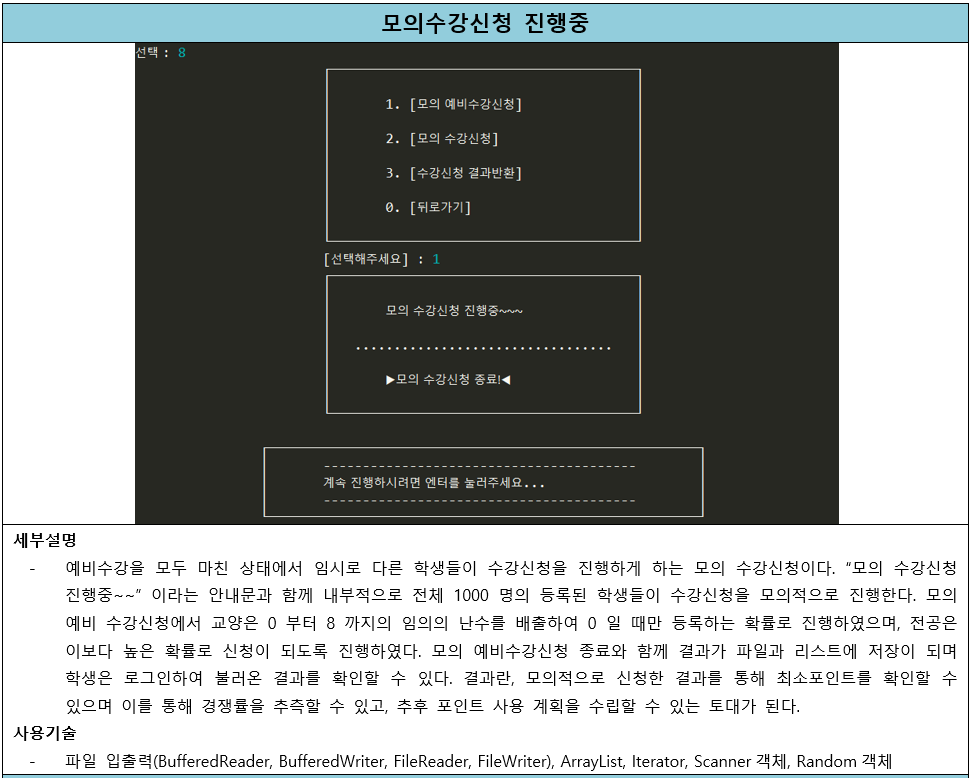 모의수강신청 진행중
선택 : 8
1. [모의 예비수강신청]
2. [모의 수강신청]
3. [수강신청 결과반환]
0. [뒤로가기]
[선택해주세요] : 1
모의 수강신청 진행중~~~
.................................
▶모의 수강신청 종료!◀
----------------------------------------
계속 진행하시려면 엔터를 눌러주세요...
----------------------------------------
세부설명
- 예비수강을 모두 마친 상태에서 임시로 다른 학생들이 수강신청을 진행하게 하는 모의 수강신청이다. “모의 수강신청
진행중~~” 이라는 안내문과 함께 내부적으로 전체 1000 명의 등록된 학생들이 수강신청을 모의적으로 진행한다. 모의
예비 수강신청에서 교양은 0 부터 8 까지의 임의의 난수를 배출하여 0 일 때만 등록하는 확률로 진행하였으며, 전공은
이보다 높은 확률로 신청이 되도록 진행하였다. 모의 예비수강신청 종료와 함께 결과가 파일과 리스트에 저장이 되며
학생은 로그인하여 불러온 결과를 확인할 수 있다. 결과란, 모의적으로 신청한 결과를 통해 최소포인트를 확인할 수
있으며 이를 통해 경쟁률을 추측할 수 있고, 추후 포인트 사용 계획을 수립할 수 있는 토대가 된다.
사용기술
- 파일 입출력(BufferedReader, BufferedWriter, FileReader, FileWriter), ArrayList, Iterator, Scanner 객체, Random 객체